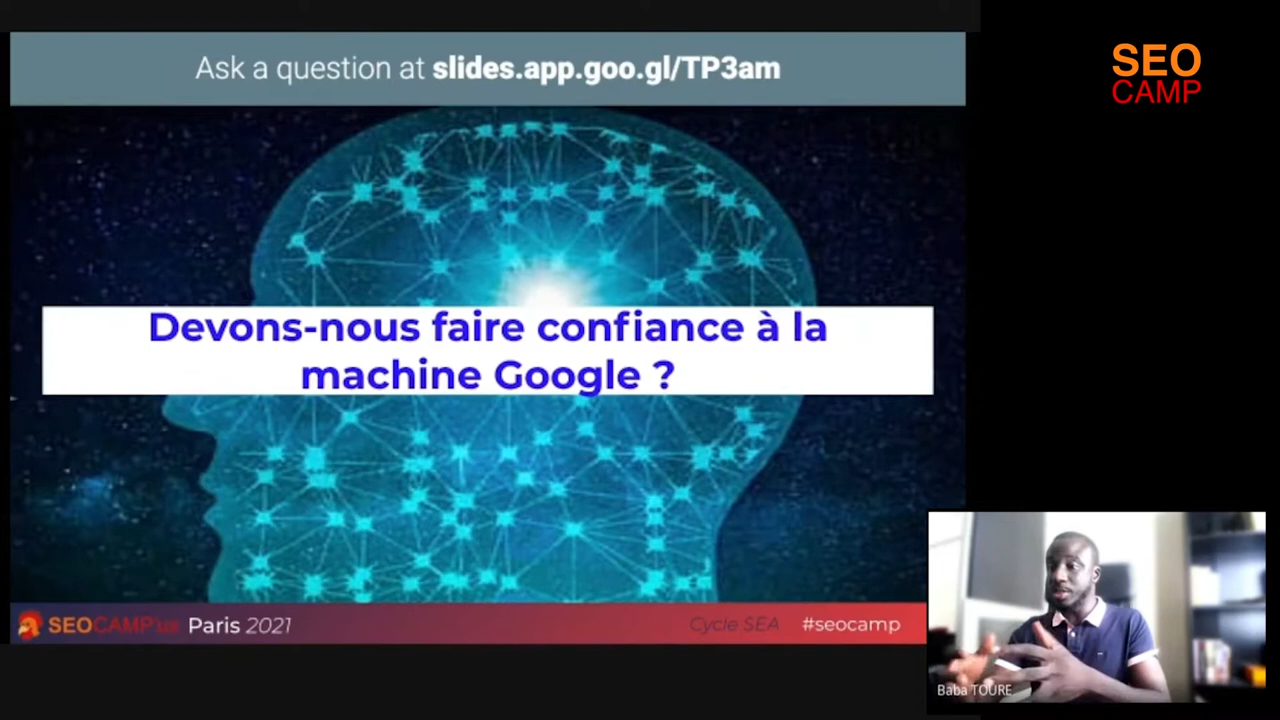 Ask a question at slides.app.goo.gl/TP3am
SEO
CAMP
Devons-nous faire confiance à la
machine Google ?
SEOCAMP'us Paris 2021
Cycle SEA #seocamp
Baba TOURE